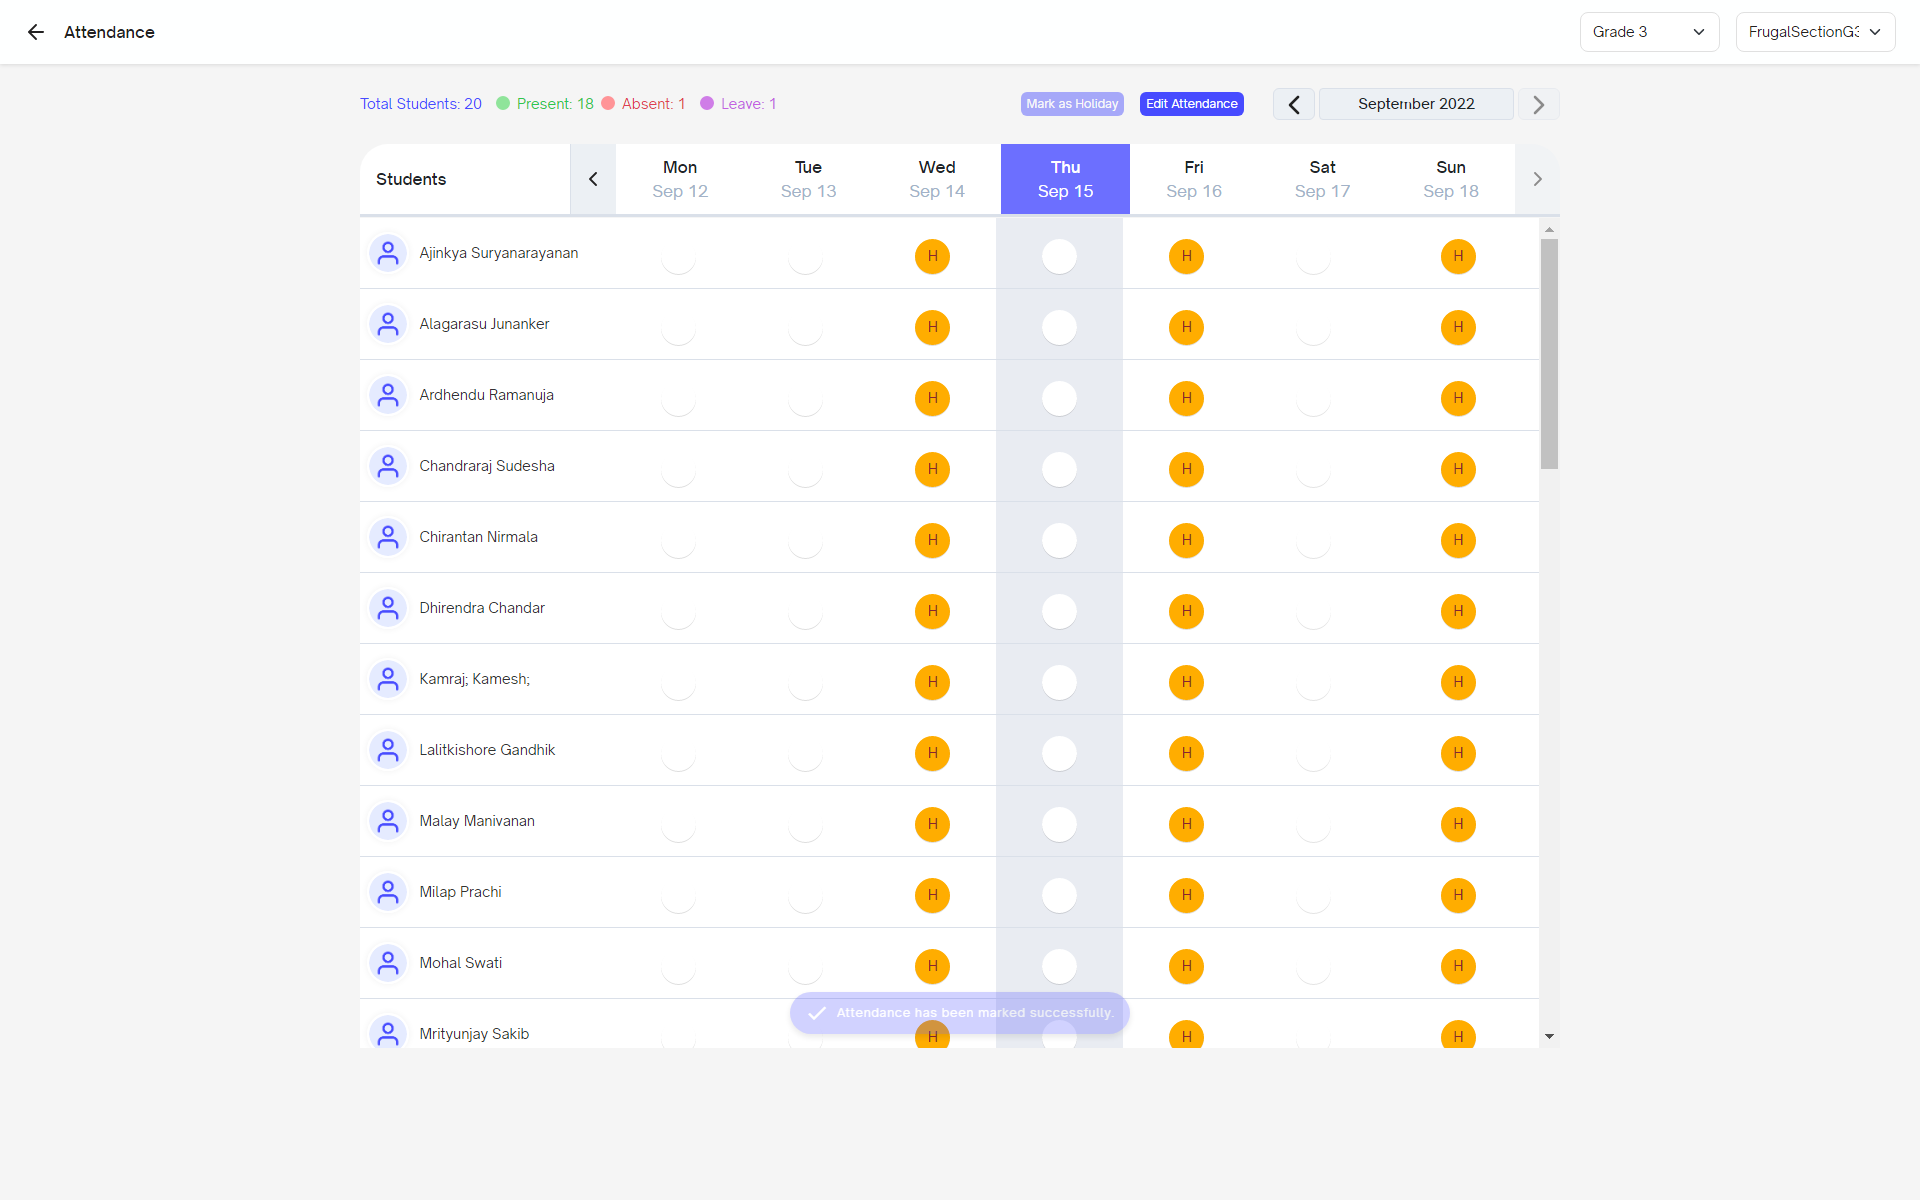 Attendance
Grade 3
FrugalSectionG3
Total Students: 20 Present: 18 Absent: 1 Leave: 1
Mark as Holiday
Edit Attendance
September 2022
Students
Mon Tue Wed Thu Fri Sat Sun
Sep 12 Sep 13 Sep 14 Sep 15 Sep 16 Sep 17 Sep 18
Ajinkya Suryanarayanan H H H
Alagarasu Junanker H H H
Ardhendu Ramanuja H H H
Chandraraj Sudesha H H H
Chirantan Nirmala H H H
Dhirendra Chandar H H H
Kamraj; Kamesh; H H H
Lalitkishore Gandhik H H H
Malay Manivanan H H H
Milap Prachi H H H
Mohal Swati H H H
Attendance has been marked successfully.
Mrityunjay Sakib H H H